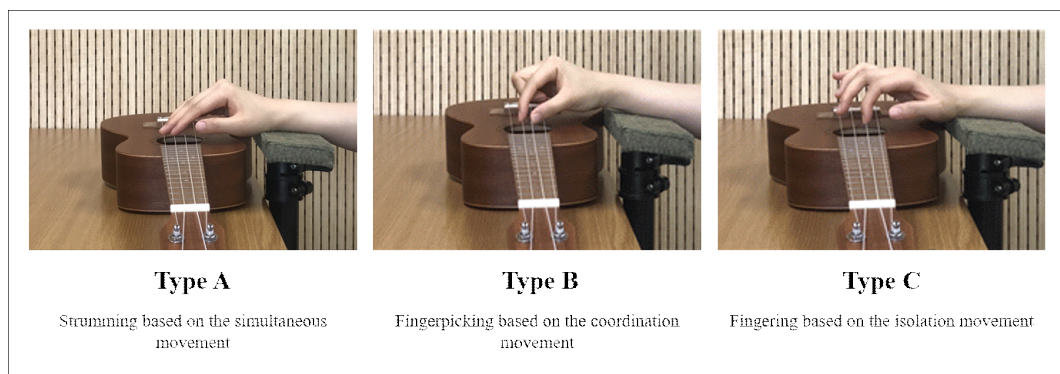 Type A
Strumming based on the simultaneous
movement
Type B
Fingerpicking based on the coordination
movement
Type C
Fingering based on the isolation movement